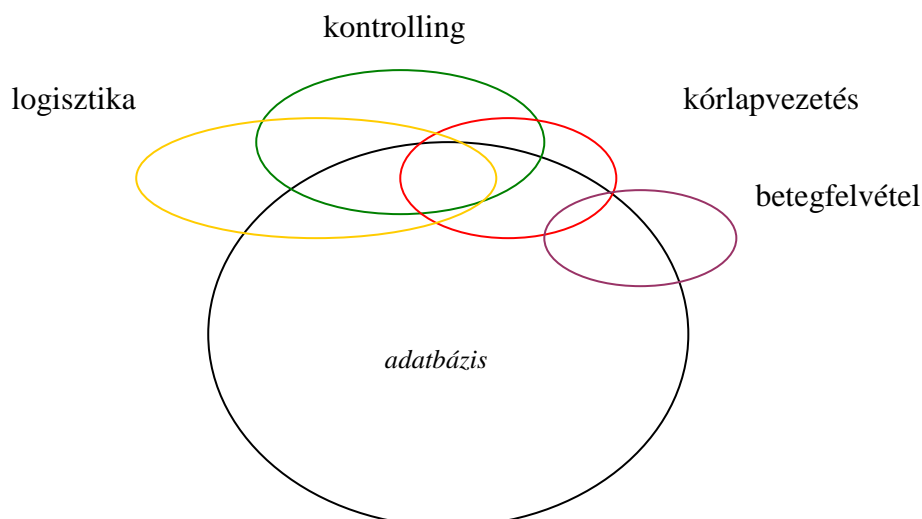 kontrolling
logisztika
kórlapvezetés
betegfelvétel
adatbázis